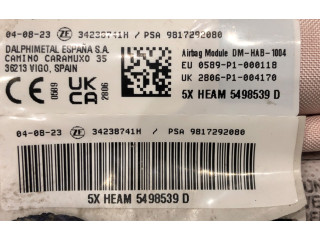 04-08-23 ZF 34238741H / PSA 9817292080
DALPHIMETAL ESPAÑA S.A.
CAMINO CARAMUXO 35
36213 VIGO, SPAIN
CE 0589
UK CA 2806
Airbag Module DM-HAB-1004
EU 0589-P1-000118
UK 2806-P1-004170
5X HEAM 5498539 D
04-08-23 ZF 34238741H / PSA 9817292080
5X HEAM 5498539 D